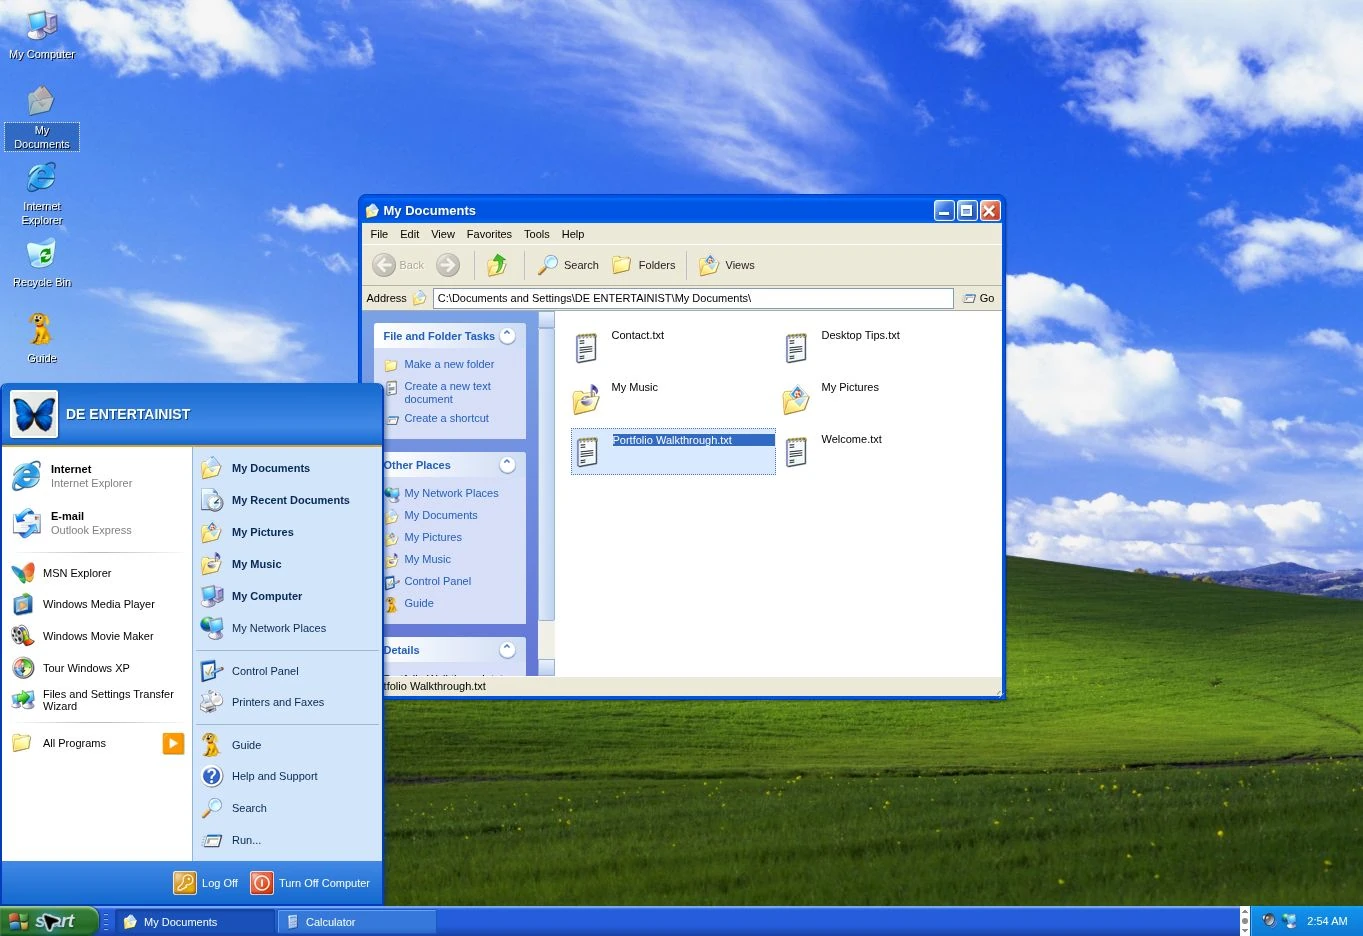 My Computer
My
Documents
Internet
Explorer
Recycle Bin
Guide
My Documents
File Edit View Favorites Tools Help
Back Search Folders Views
Address C:\Documents and Settings\DE ENTERTAINIST\My Documents\ Go
File and Folder Tasks
Make a new folder
Create a new text
document
Create a shortcut
Other Places
My Network Places
My Documents
My Pictures
My Music
Control Panel
Guide
Details
Contact.txt
Desktop Tips.txt
My Music
My Pictures
Portfolio Walkthrough.txt
Welcome.txt
tfolio Walkthrough.txt
DE ENTERTAINIST
Internet
Internet Explorer
E-mail
Outlook Express
MSN Explorer
Windows Media Player
Windows Movie Maker
Tour Windows XP
Files and Settings Transfer
Wizard
All Programs
My Documents
My Recent Documents
My Pictures
My Music
My Computer
My Network Places
Control Panel
Printers and Faxes
Guide
Help and Support
Search
Run...
Log Off Turn Off Computer
start My Documents Calculator 2:54 AM